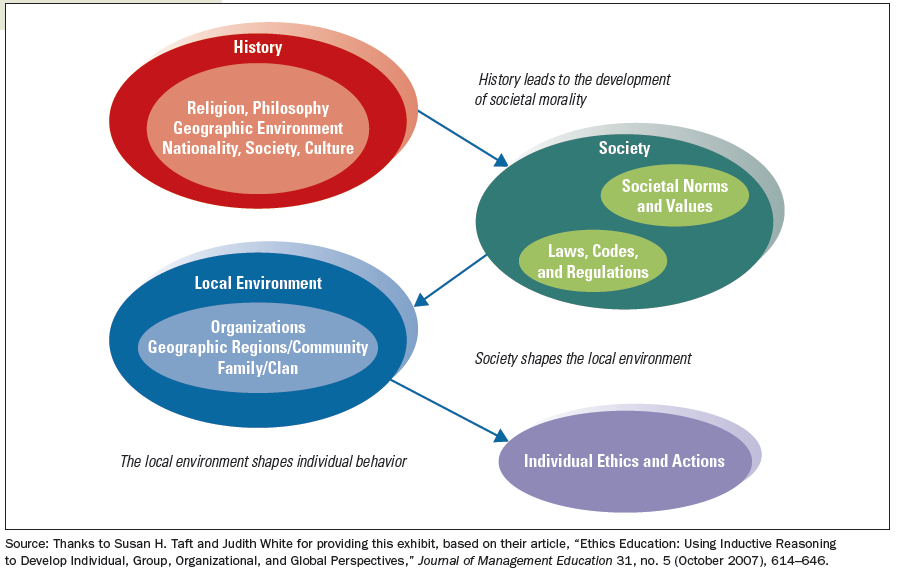 History
Religion, Philosophy
Geographic Environment
Nationality, Society, Culture
History leads to the development
of societal morality
Society
Societal Norms
and Values
Laws, Codes,
and Regulations
Local Environment
Organizations
Geographic Regions/Community
Family/Clan
Society shapes the local environment
The local environment shapes individual behavior
Individual Ethics and Actions
Source: Thanks to Susan H. Taft and Judith White for providing this exhibit, based on their article, “Ethics Education: Using Inductive Reasoning
to Develop Individual, Group, Organizational, and Global Perspectives,” Journal of Management Education 31, no. 5 (October 2007), 614–646.